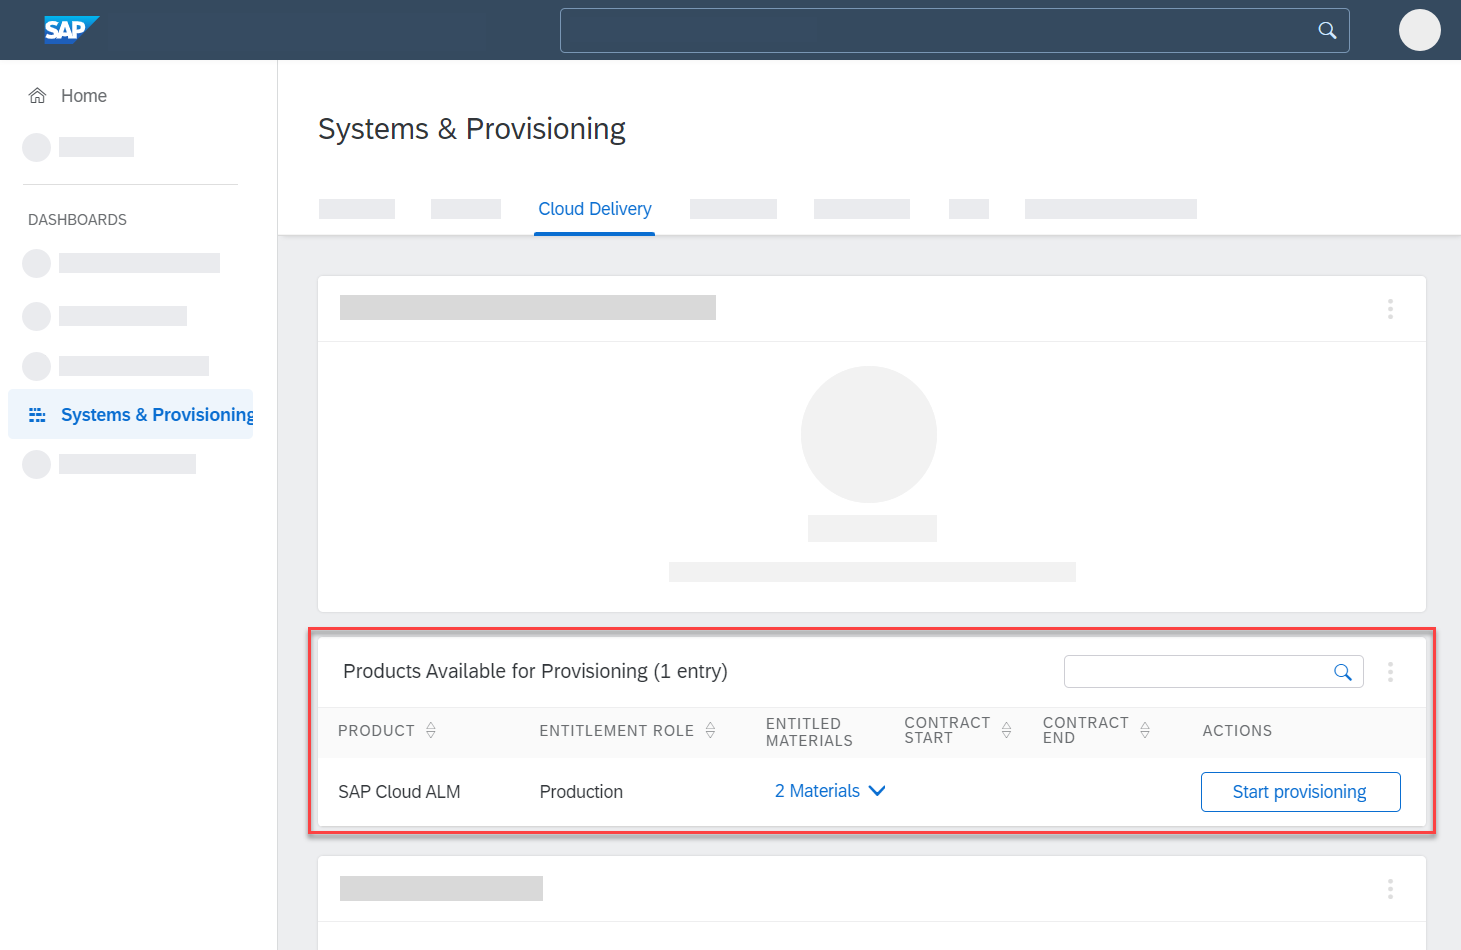 SAP
Home
DASHBOARDS
Systems & Provisioning
Systems & Provisioning
Cloud Delivery
Products Available for Provisioning (1 entry)
PRODUCT
ENTITLEMENT ROLE
ENTITLED
MATERIALS
CONTRACT
START
CONTRACT
END
ACTIONS
SAP Cloud ALM
Production
2 Materials
Start provisioning